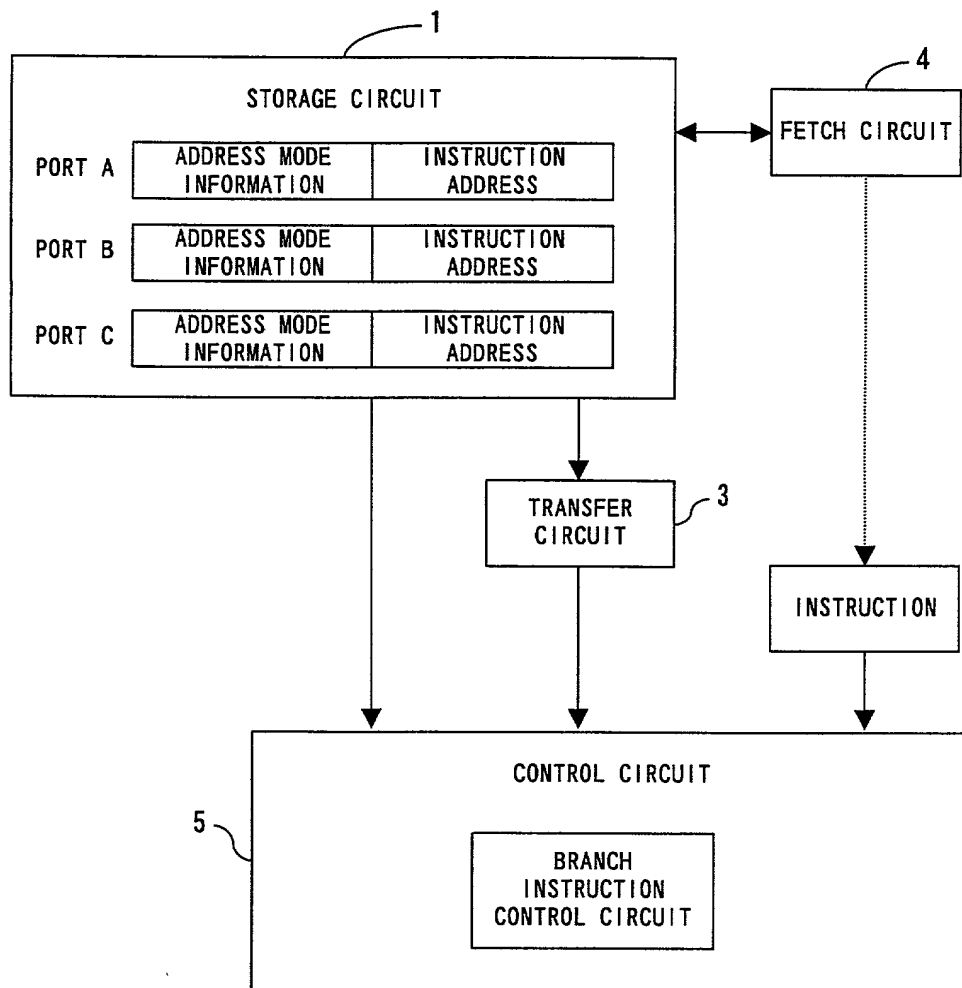 1
4
STORAGE CIRCUIT
FETCH CIRCUIT
PORT A
ADDRESS MODE
INFORMATION
INSTRUCTION
ADDRESS
PORT B
ADDRESS MODE
INFORMATION
INSTRUCTION
ADDRESS
PORT C
ADDRESS MODE
INFORMATION
INSTRUCTION
ADDRESS
TRANSFER
CIRCUIT
3
INSTRUCTION
CONTROL CIRCUIT
5
BRANCH
INSTRUCTION
CONTROL CIRCUIT